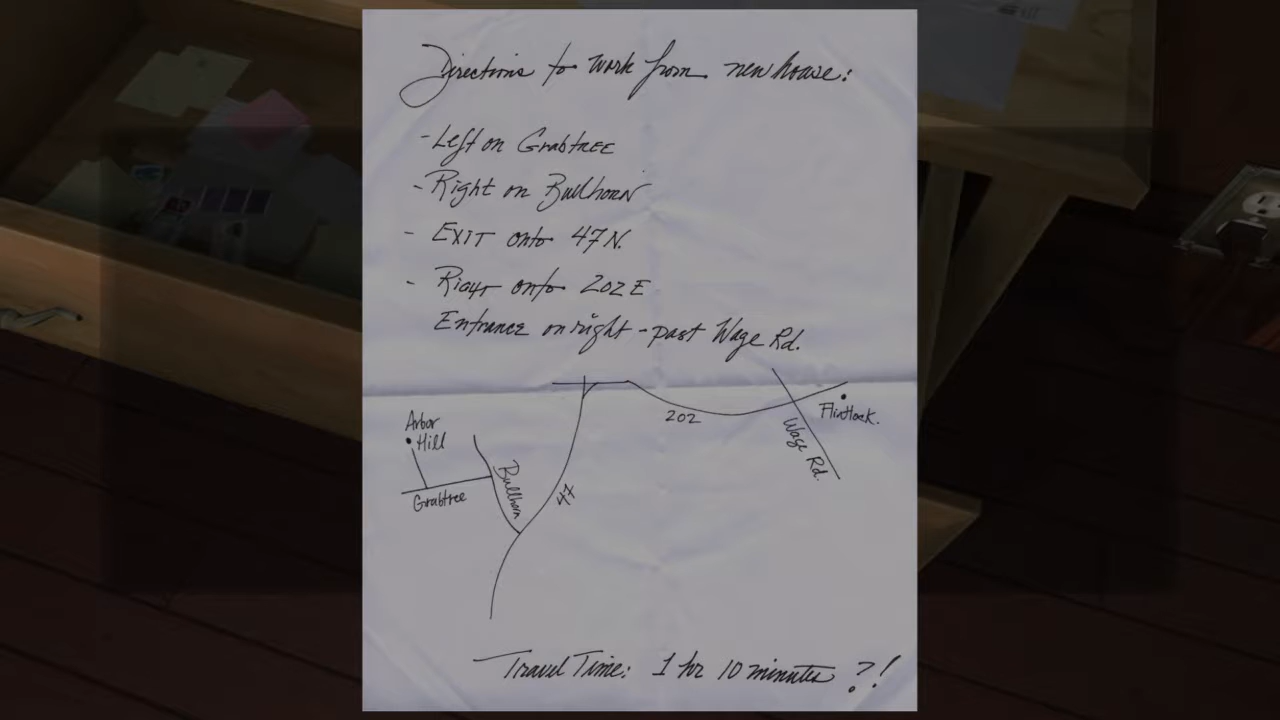 Directions to work from new house:
- Left on Grabtree
- Right on Bullhorn
- Exit onto 47 N.
- Right onto 202 E
Entrance on right - past Wage Rd.
Arbor
Hill
Grabtree
Bullhorn
47
202
Wage Rd.
Flintlock.
Travel Time: 1 hr 10 minutes ?!